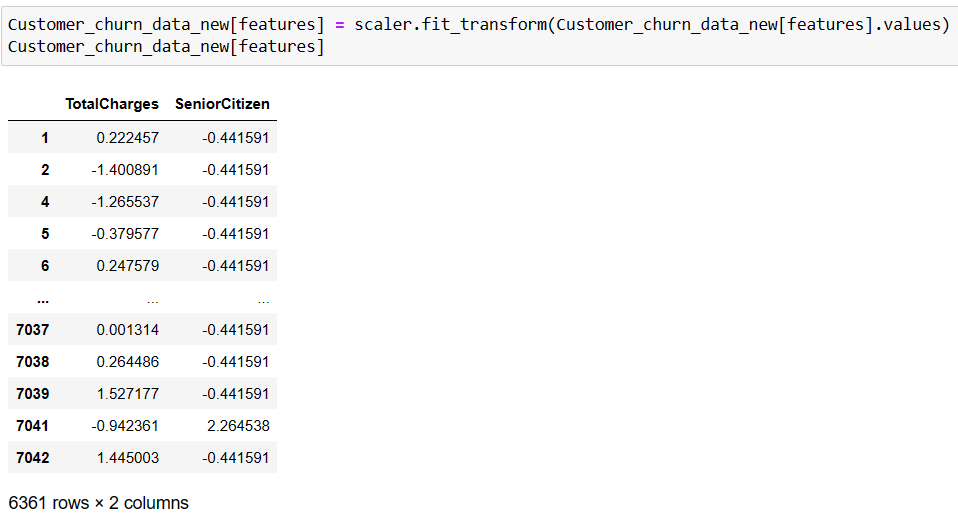 Customer_churn_data_new[features] = scaler.fit_transform(Customer_churn_data_new[features].values)
Customer_churn_data_new[features]
TotalCharges SeniorCitizen
1 0.222457 -0.441591
2 -1.400891 -0.441591
4 -1.265537 -0.441591
5 -0.379577 -0.441591
6 0.247579 -0.441591
... ... ...
7037 0.001314 -0.441591
7038 0.264486 -0.441591
7039 1.527177 -0.441591
7041 -0.942361 2.264538
7042 1.445003 -0.441591
6361 rows × 2 columns